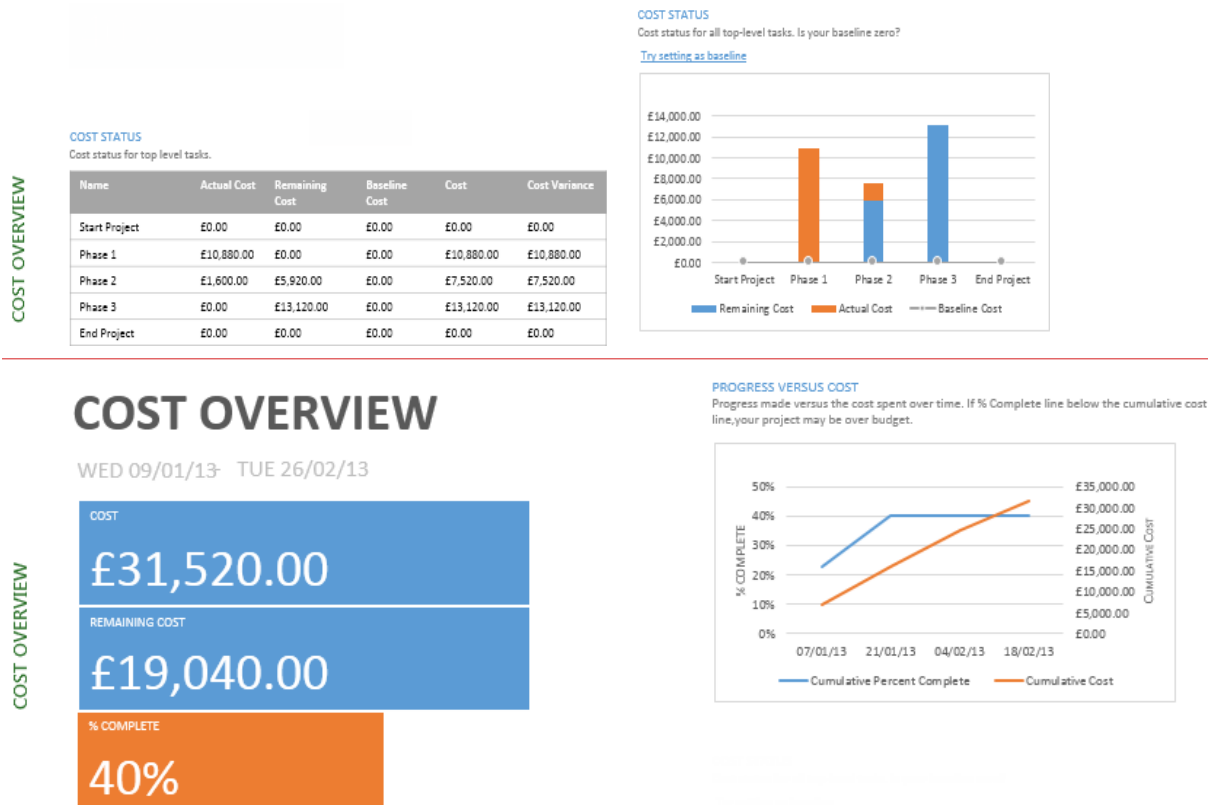 COST OVERVIEW
COST STATUS
Cost status for top level tasks.
Name Actual Cost Remaining Cost Baseline Cost Cost Cost Variance
Start Project £0.00 £0.00 £0.00 £0.00 £0.00
Phase 1 £10,880.00 £0.00 £0.00 £10,880.00 £10,880.00
Phase 2 £1,600.00 £5,920.00 £0.00 £7,520.00 £7,520.00
Phase 3 £0.00 £13,120.00 £0.00 £13,120.00 £13,120.00
End Project £0.00 £0.00 £0.00 £0.00 £0.00
COST STATUS
Cost status for all top-level tasks. Is your baseline zero?
Try setting as baseline
£14,000.00
£12,000.00
£10,000.00
£8,000.00
£6,000.00
£4,000.00
£2,000.00
£0.00
Start Project Phase 1 Phase 2 Phase 3 End Project
Remaining Cost Actual Cost Baseline Cost
COST OVERVIEW
COST OVERVIEW
WED 09/01/13- TUE 26/02/13
COST
£31,520.00
REMAINING COST
£19,040.00
% COMPLETE
40%
PROGRESS VERSUS COST
Progress made versus the cost spent over time. If % Complete line below the cumulative cost
line,your project may be over budget.
% COMPLETE
50%
40%
30%
20%
10%
0%
£35,000.00
£30,000.00
£25,000.00
£20,000.00
£15,000.00
£10,000.00
£5,000.00
£0.00
CUMULATIVE COST
07/01/13 21/01/13 04/02/13 18/02/13
Cumulative Percent Complete Cumulative Cost